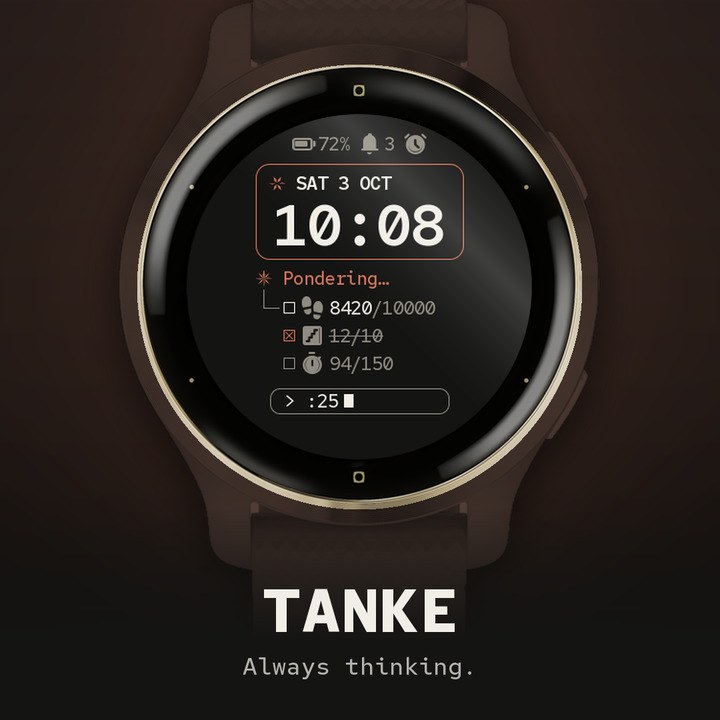 72% 3
SAT 3 OCT
10:08
Pondering…
8420/10000
12/10
94/150
> :25
TANKE
Always thinking.